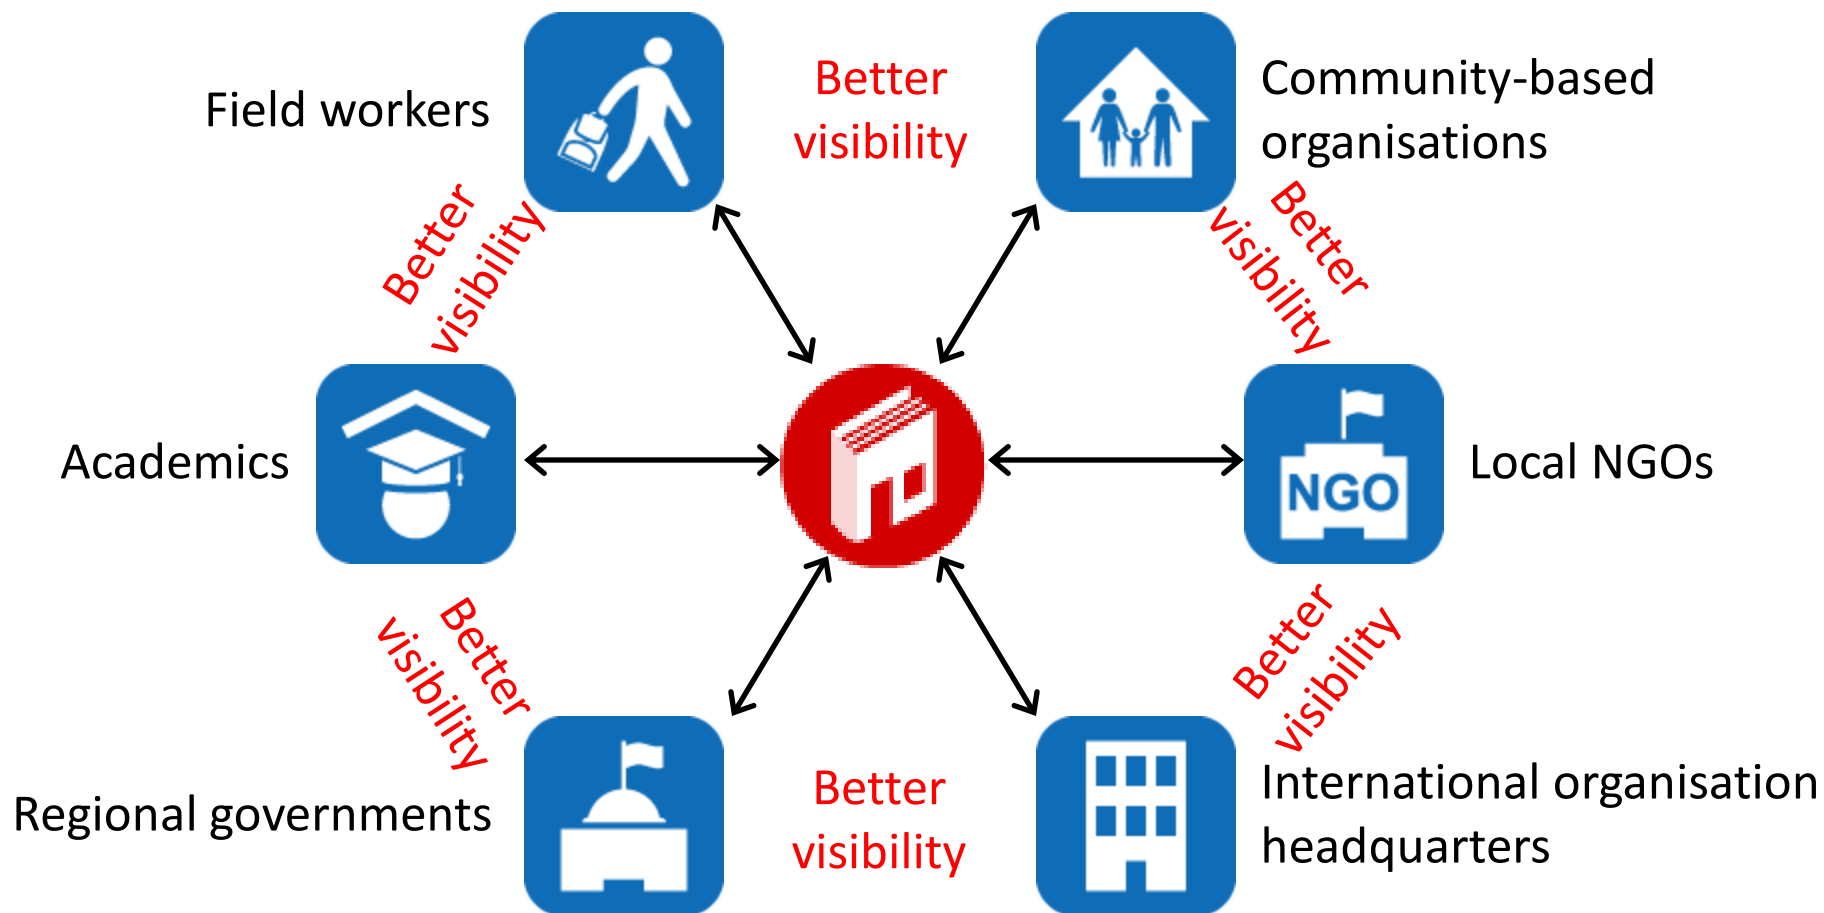 Field workers
Better
visibility
Community-based
organisations
Better
visibility
Better
visibility
Academics
NGO
Local NGOs
Better
visibility
Better
visibility
Regional governments
Better
visibility
International organisation
headquarters